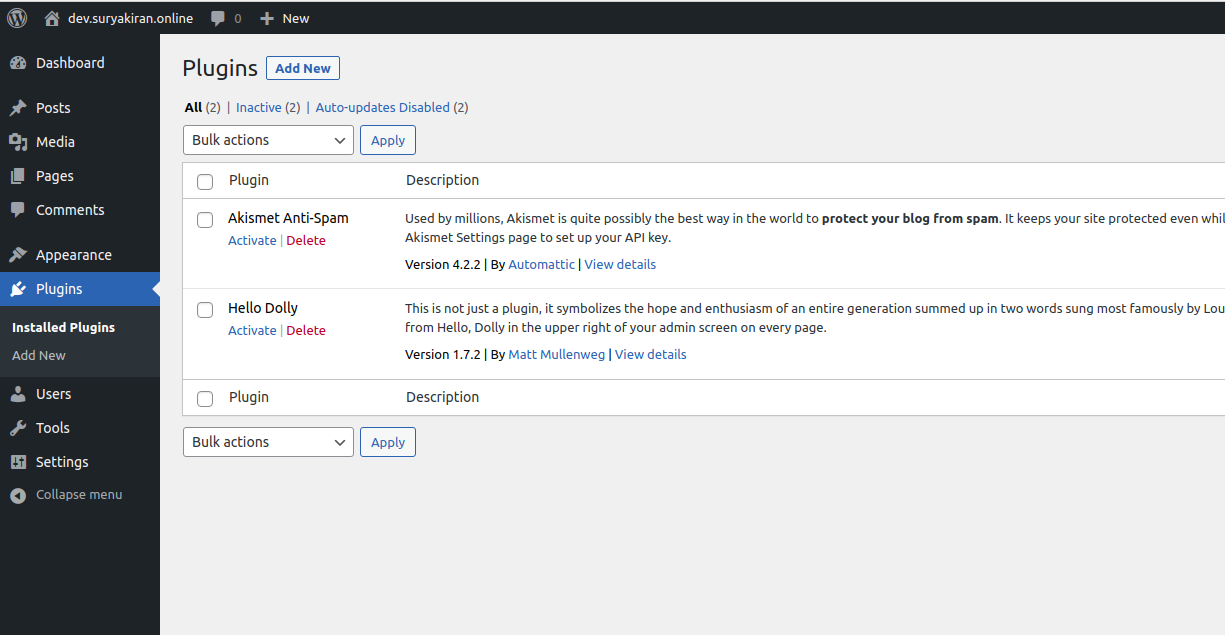 dev.suryakiran.online 0 New
Dashboard
Posts
Media
Pages
Comments
Appearance
Plugins
Installed Plugins
Add New
Users
Tools
Settings
Collapse menu
Plugins Add New
All (2) | Inactive (2) | Auto-updates Disabled (2)
Bulk actions Apply
Plugin Description
Akismet Anti-Spam
Activate | Delete
Used by millions, Akismet is quite possibly the best way in the world to protect your blog from spam. It keeps your site protected even whil
Akismet Settings page to set up your API key.
Version 4.2.2 | By Automattic | View details
Hello Dolly
Activate | Delete
This is not just a plugin, it symbolizes the hope and enthusiasm of an entire generation summed up in two words sung most famously by Lou
from Hello, Dolly in the upper right of your admin screen on every page.
Version 1.7.2 | By Matt Mullenweg | View details
Plugin Description
Bulk actions Apply